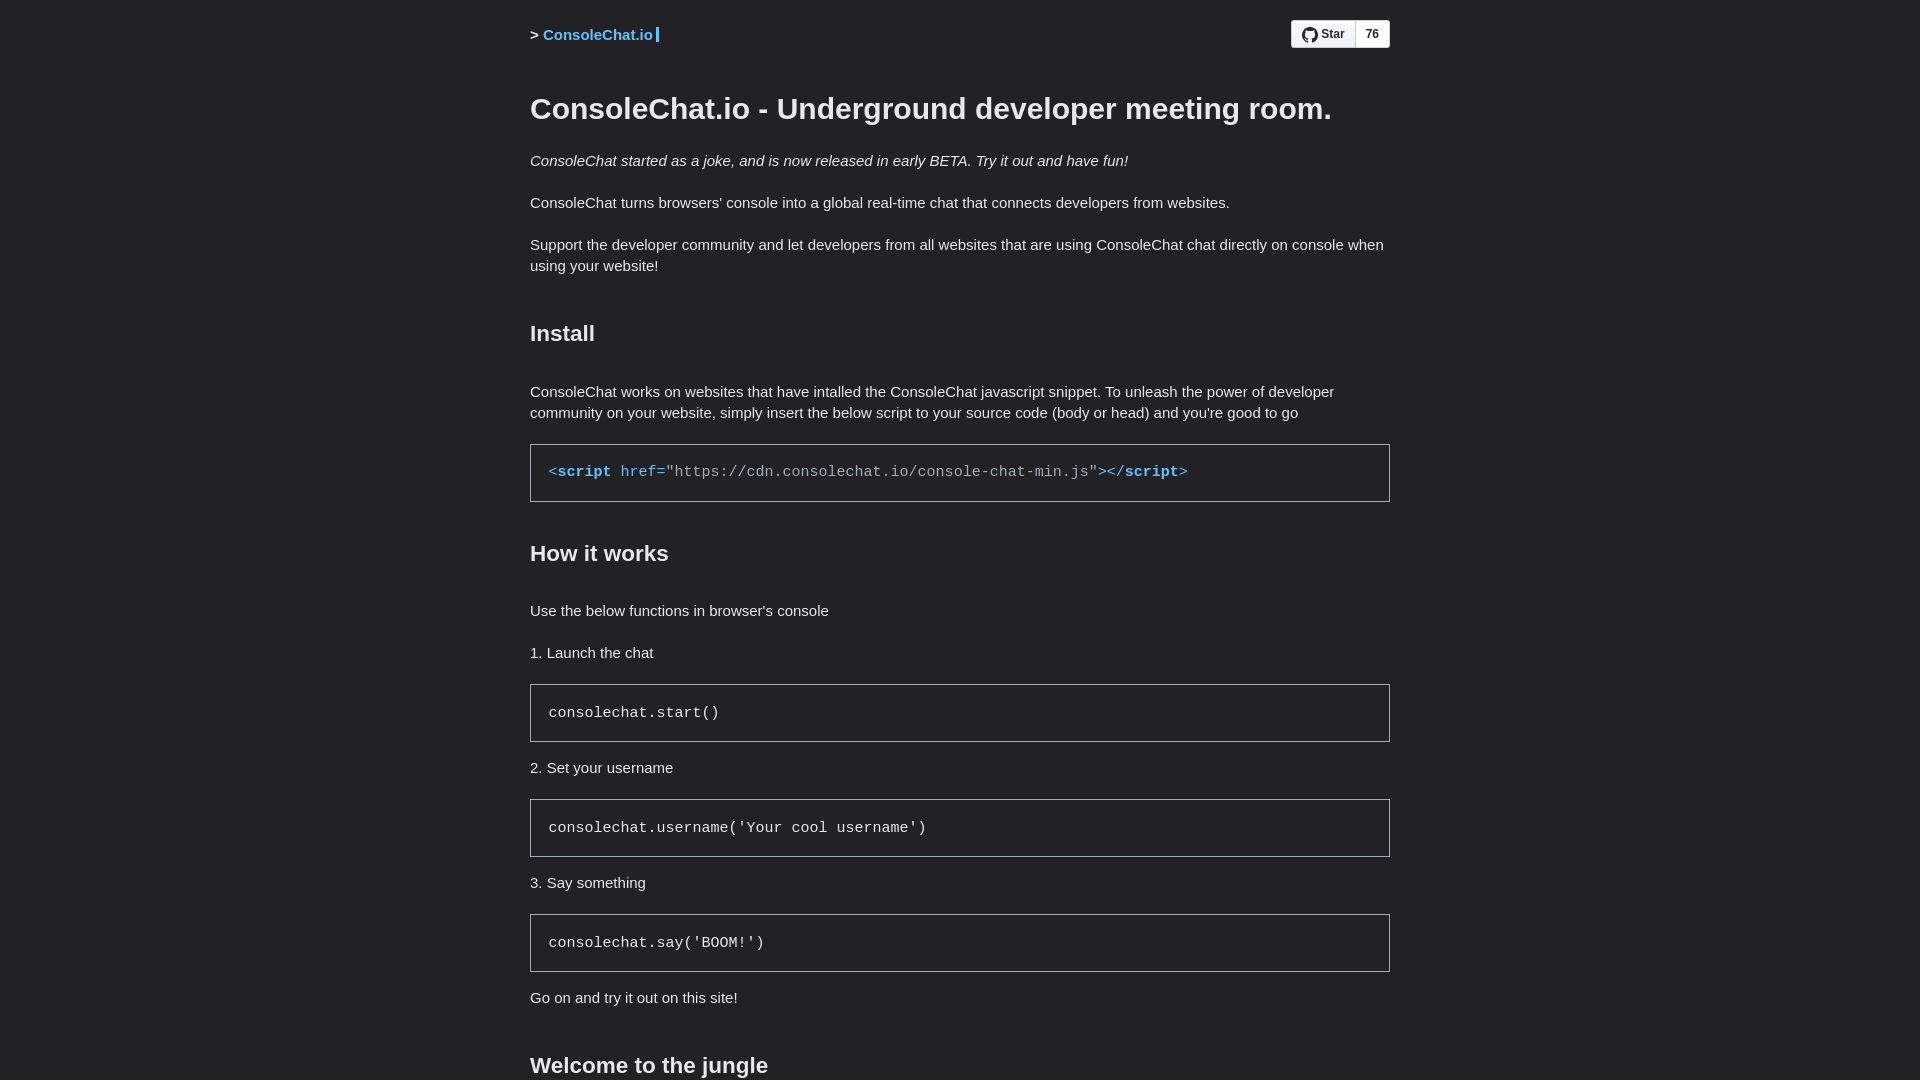 > ConsoleChat.io
Star 76
ConsoleChat.io - Underground developer meeting room.
ConsoleChat started as a joke, and is now released in early BETA. Try it out and have fun!
ConsoleChat turns browsers' console into a global real-time chat that connects developers from websites.
Support the developer community and let developers from all websites that are using ConsoleChat chat directly on console when
using your website!
Install
ConsoleChat works on websites that have intalled the ConsoleChat javascript snippet. To unleash the power of developer
community on your website, simply insert the below script to your source code (body or head) and you're good to go
<script href="https://cdn.consolechat.io/console-chat-min.js"></script>
How it works
Use the below functions in browser's console
1. Launch the chat
consolechat.start()
2. Set your username
consolechat.username('Your cool username')
3. Say something
consolechat.say('BOOM!')
Go on and try it out on this site!
Welcome to the jungle